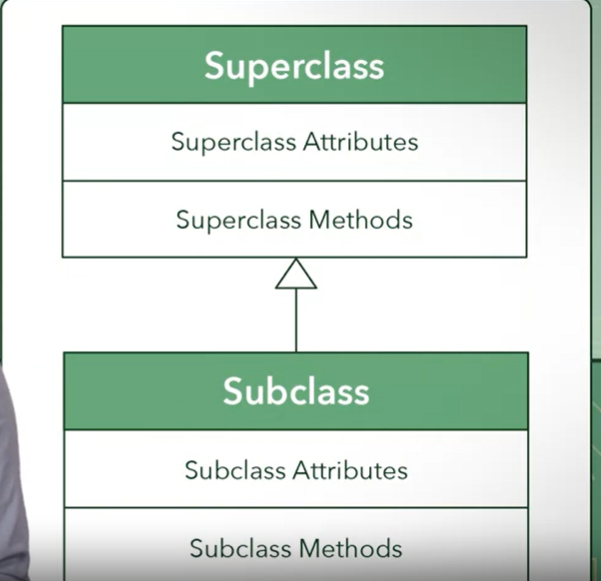 Superclass
Superclass Attributes
Superclass Methods
Subclass
Subclass Attributes
Subclass Methods